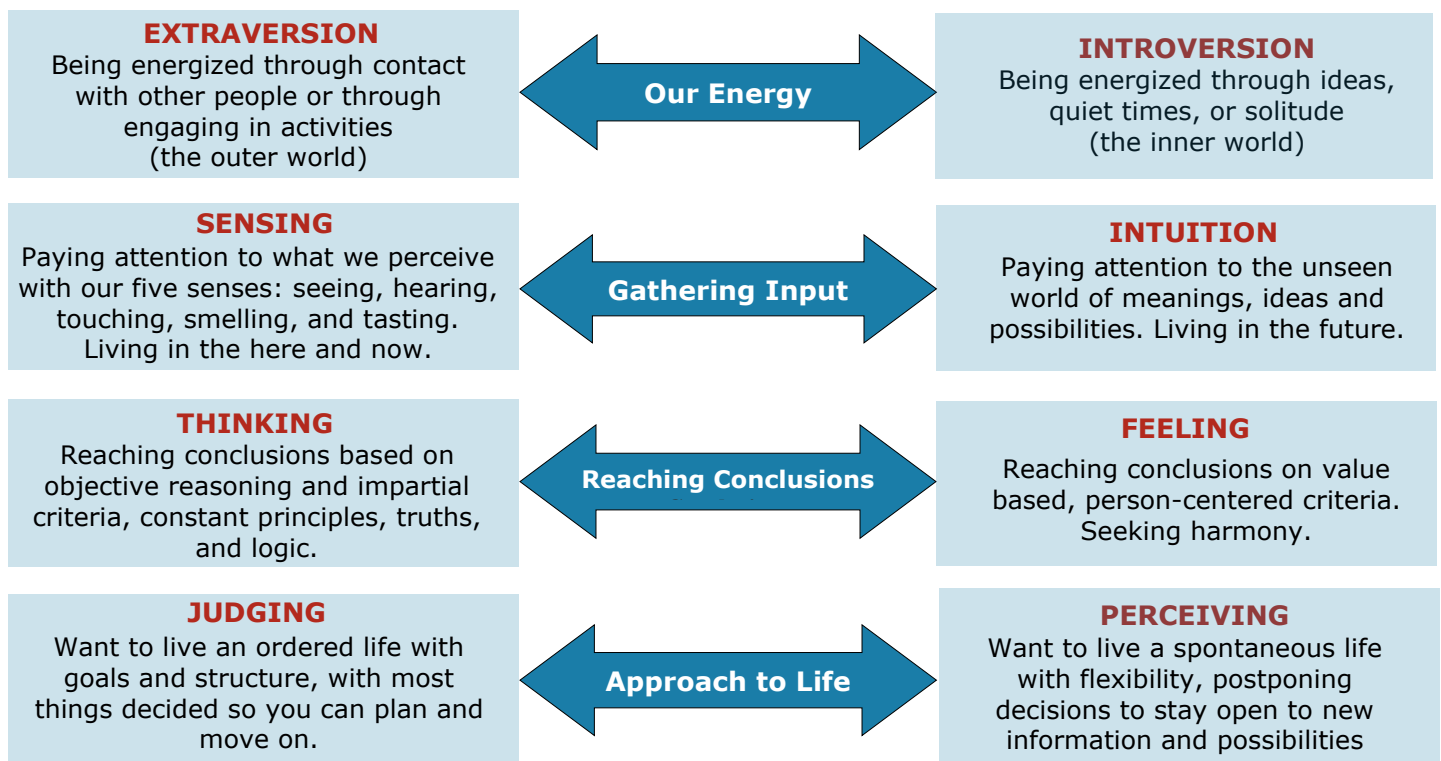 EXTRAVERSION
Being energized through contact
with other people or through
engaging in activities
(the outer world)
Our Energy
INTROVERSION
Being energized through ideas,
quiet times, or solitude
(the inner world)
SENSING
Paying attention to what we perceive
with our five senses: seeing, hearing,
touching, smelling, and tasting.
Living in the here and now.
Gathering Input
INTUITION
Paying attention to the unseen
world of meanings, ideas and
possibilities. Living in the future.
THINKING
Reaching conclusions based on
objective reasoning and impartial
criteria, constant principles, truths,
and logic.
Reaching Conclusions
FEELING
Reaching conclusions on value
based, person-centered criteria.
Seeking harmony.
JUDGING
Want to live an ordered life with
goals and structure, with most
things decided so you can plan and
move on.
Approach to Life
PERCEIVING
Want to live a spontaneous life
with flexibility, postponing
decisions to stay open to new
information and possibilities